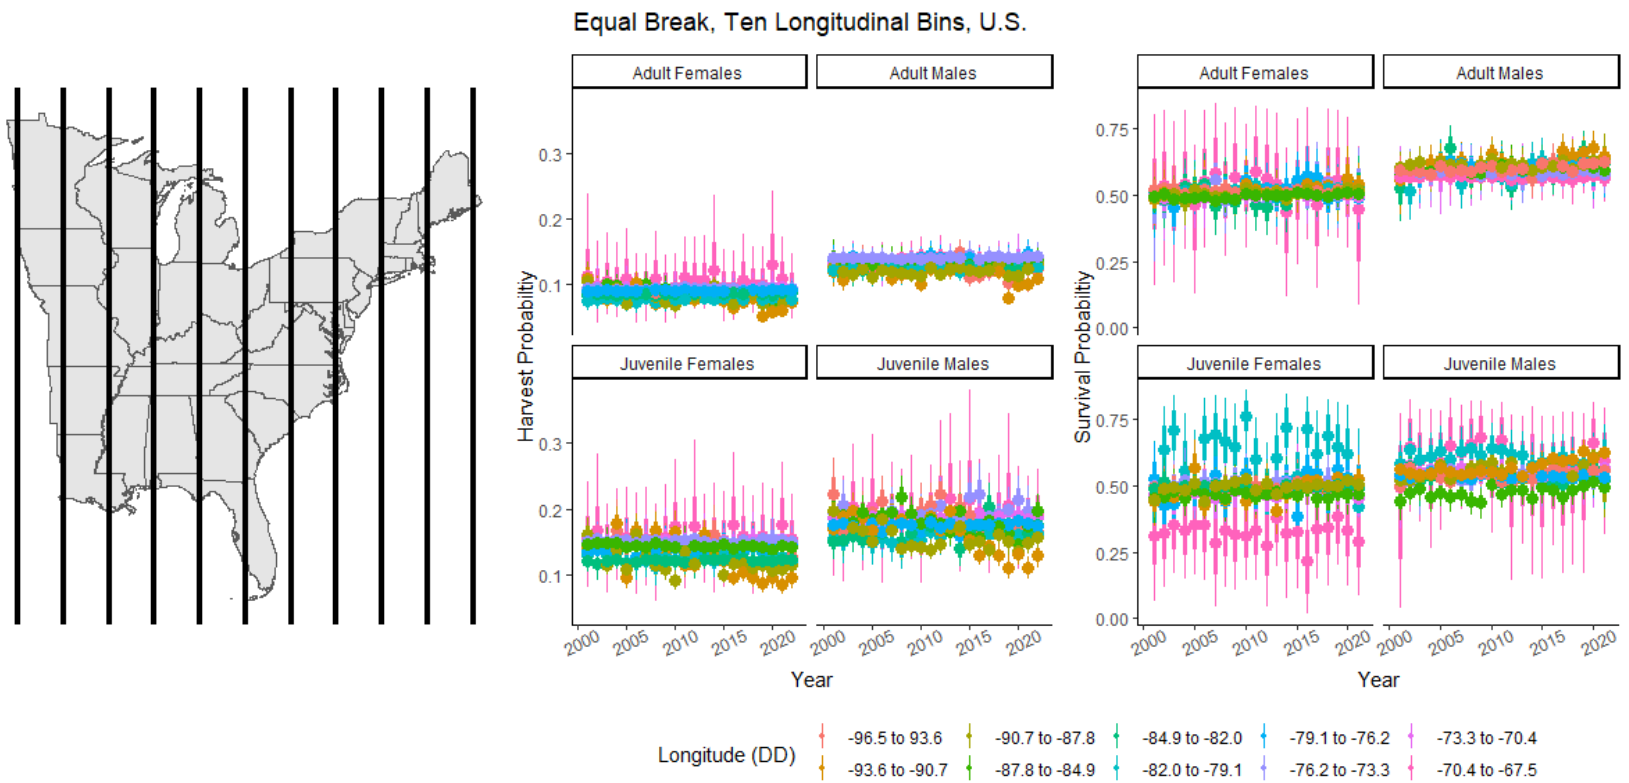 Equal Break, Ten Longitudinal Bins, U.S.
Adult Females
Adult Males
Adult Females
Adult Males
0.3
0.2
0.1
0.75
0.50
0.25
0.00
Harvest Probabiltiy
Survival Probabiltiy
Juvenile Females
Juvenile Males
Juvenile Females
Juvenile Males
0.3
0.2
0.1
0.75
0.50
0.25
0.00
2000 2005 2010 2015 2020
2000 2005 2010 2015 2020
2000 2005 2010 2015 2020
2000 2005 2010 2015 2020
Year
Year
Longitude (DD)
-96.5 to 93.6
-90.7 to -87.8
-84.9 to -82.0
-79.1 to -76.2
-73.3 to -70.4
-93.6 to -90.7
-87.8 to -84.9
-82.0 to -79.1
-76.2 to -73.3
-70.4 to -67.5